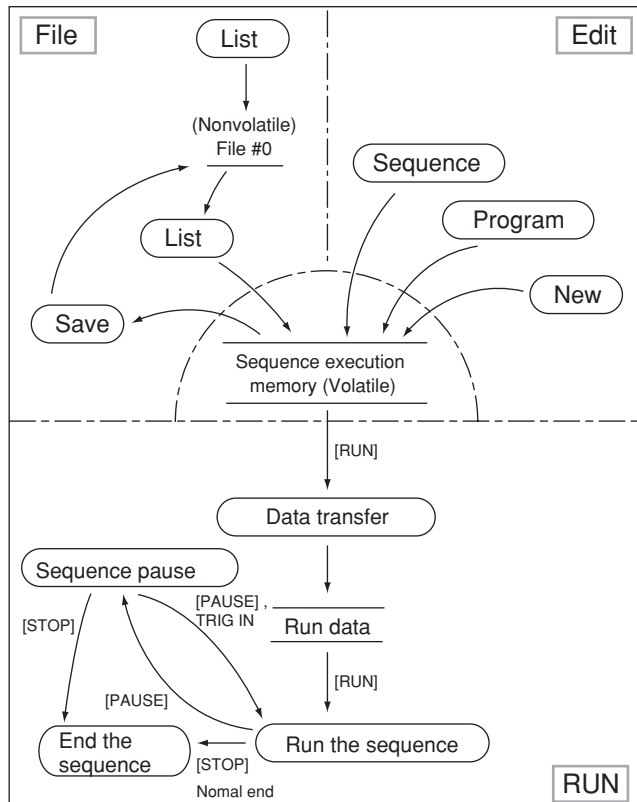 File
List
Edit
(Nonvolatile)
File #0
Sequence
List
Program
New
Save
Sequence execution
memory (Volatile)
[RUN]
Data transfer
Sequence pause
[PAUSE] ,
TRIG IN
[STOP]
Run data
[RUN]
[PAUSE]
End the
sequence
[STOP]
Nomal end
Run the sequence
RUN